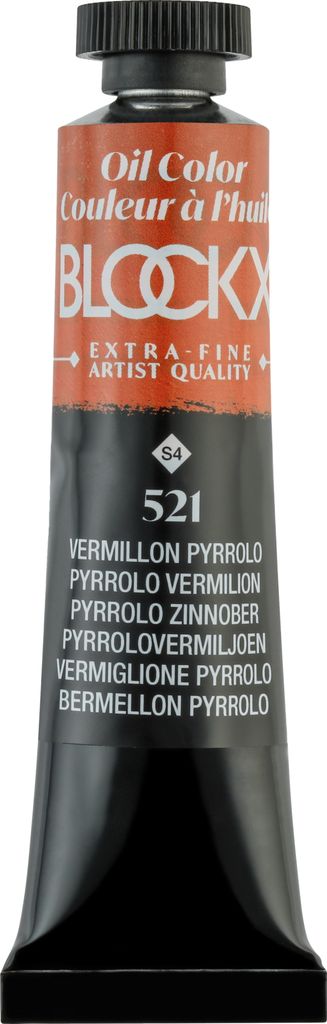 Oil Color
Couleur à l'huile
BLOCKX
EXTRA-FINE
ARTIST QUALITY
S4
521
VERMILLON PYRROLO
PYRROLO VERMILION
PYRROLO ZINNOBER
PYRROLOVERMILJOEN
VERMIGLIONE PYRROLO
BERMELLON PYRROLO